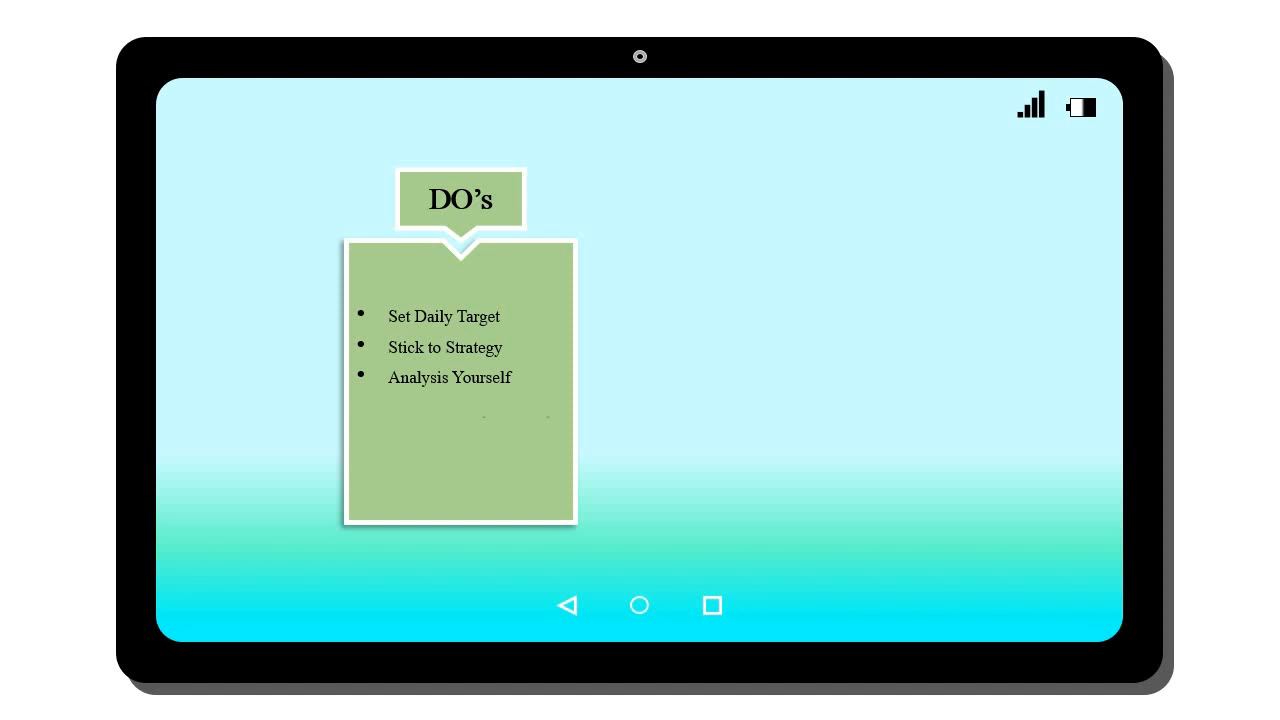 DO’s
• Set Daily Target
• Stick to Strategy
• Analysis Yourself